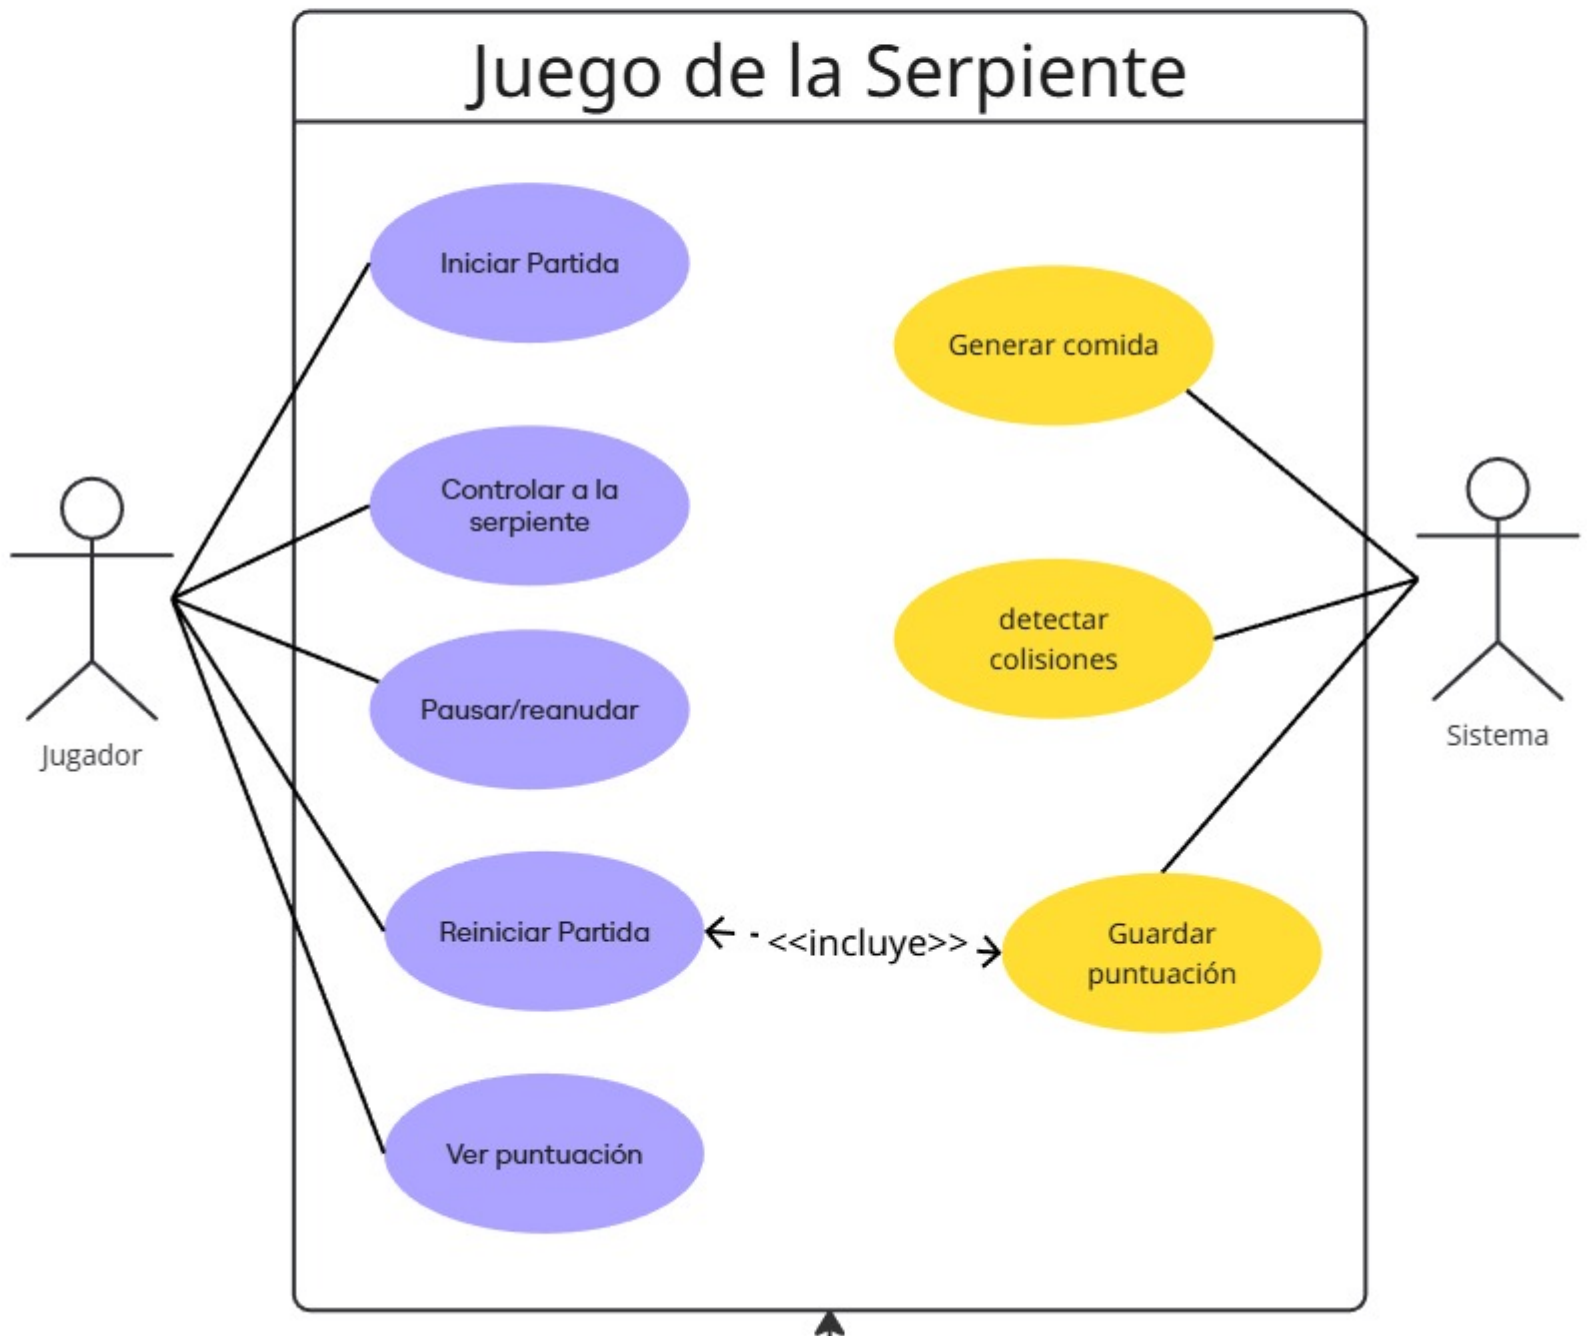 Juego de la Serpiente
Iniciar Partida
Generar comida
Controlar a la
serpiente
detectar
colisiones
Pausar/reanudar
Jugador
Sistema
Reiniciar Partida
<<incluye>>
Guardar
puntuación
Ver puntuación